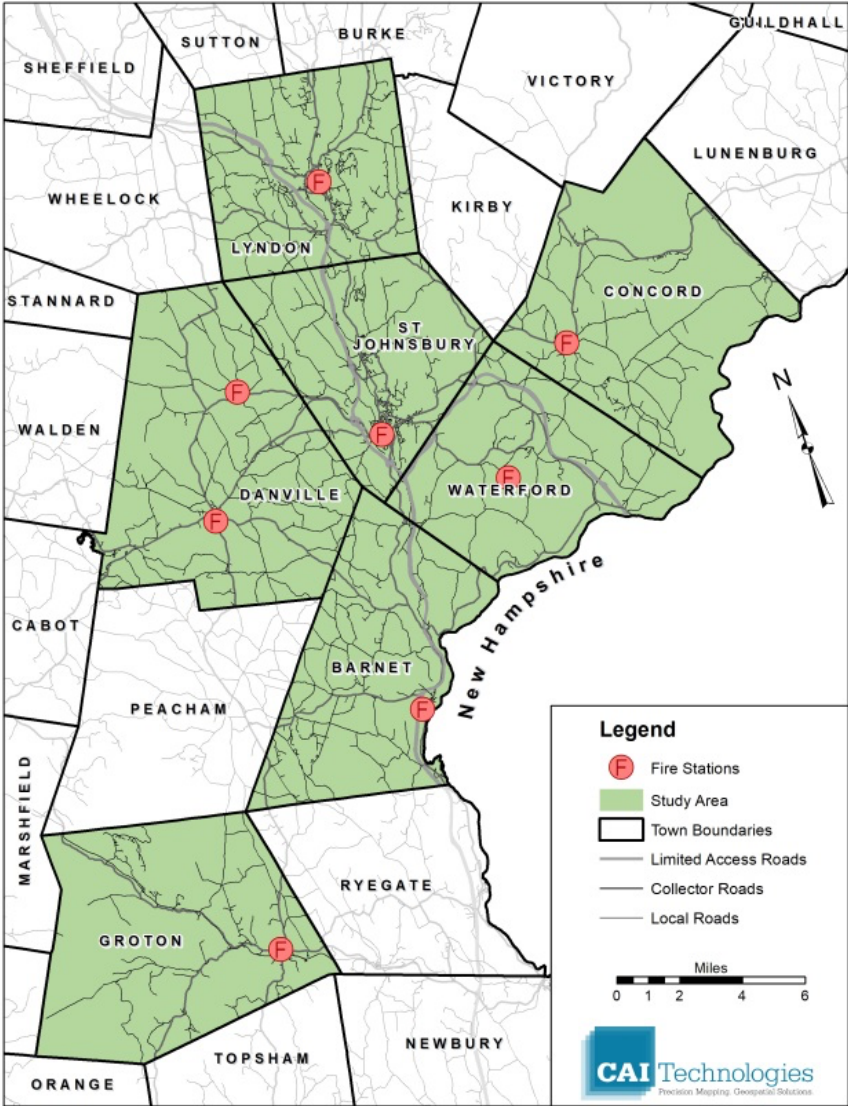 GUILDHALL
BURKE
SUTTON
SHEFFIELD
VICTORY
LUNENBURG
F
WHEELOCK
KIRBY
LYNDON
STANNARD
CONCORD
ST
JOHNSBURY
F
N
F
WALDEN
F
F
WATERFORD
DANVILLE
F
New Hampshire
CABOT
BARNET
PEACHAM
F
MARSHFIELD
RYEGATE
GROTON
F
NEWBURY
TOPSHAM
ORANGE
Legend
F Fire Stations
Study Area
Town Boundaries
Limited Access Roads
Collector Roads
Local Roads
Miles
0 1 2 4 6
CAI Technologies
Precision Mapping. Geospatial Solutions.